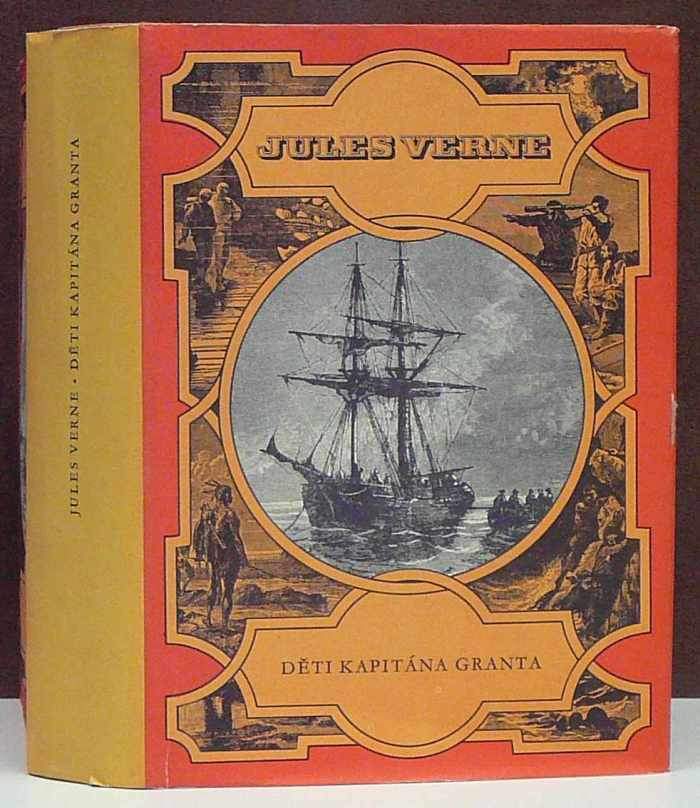 JULES VERNE • DĚTI KAPITÁNA GRANTA
JULES VERNE
DĚTI KAPITÁNA GRANTA